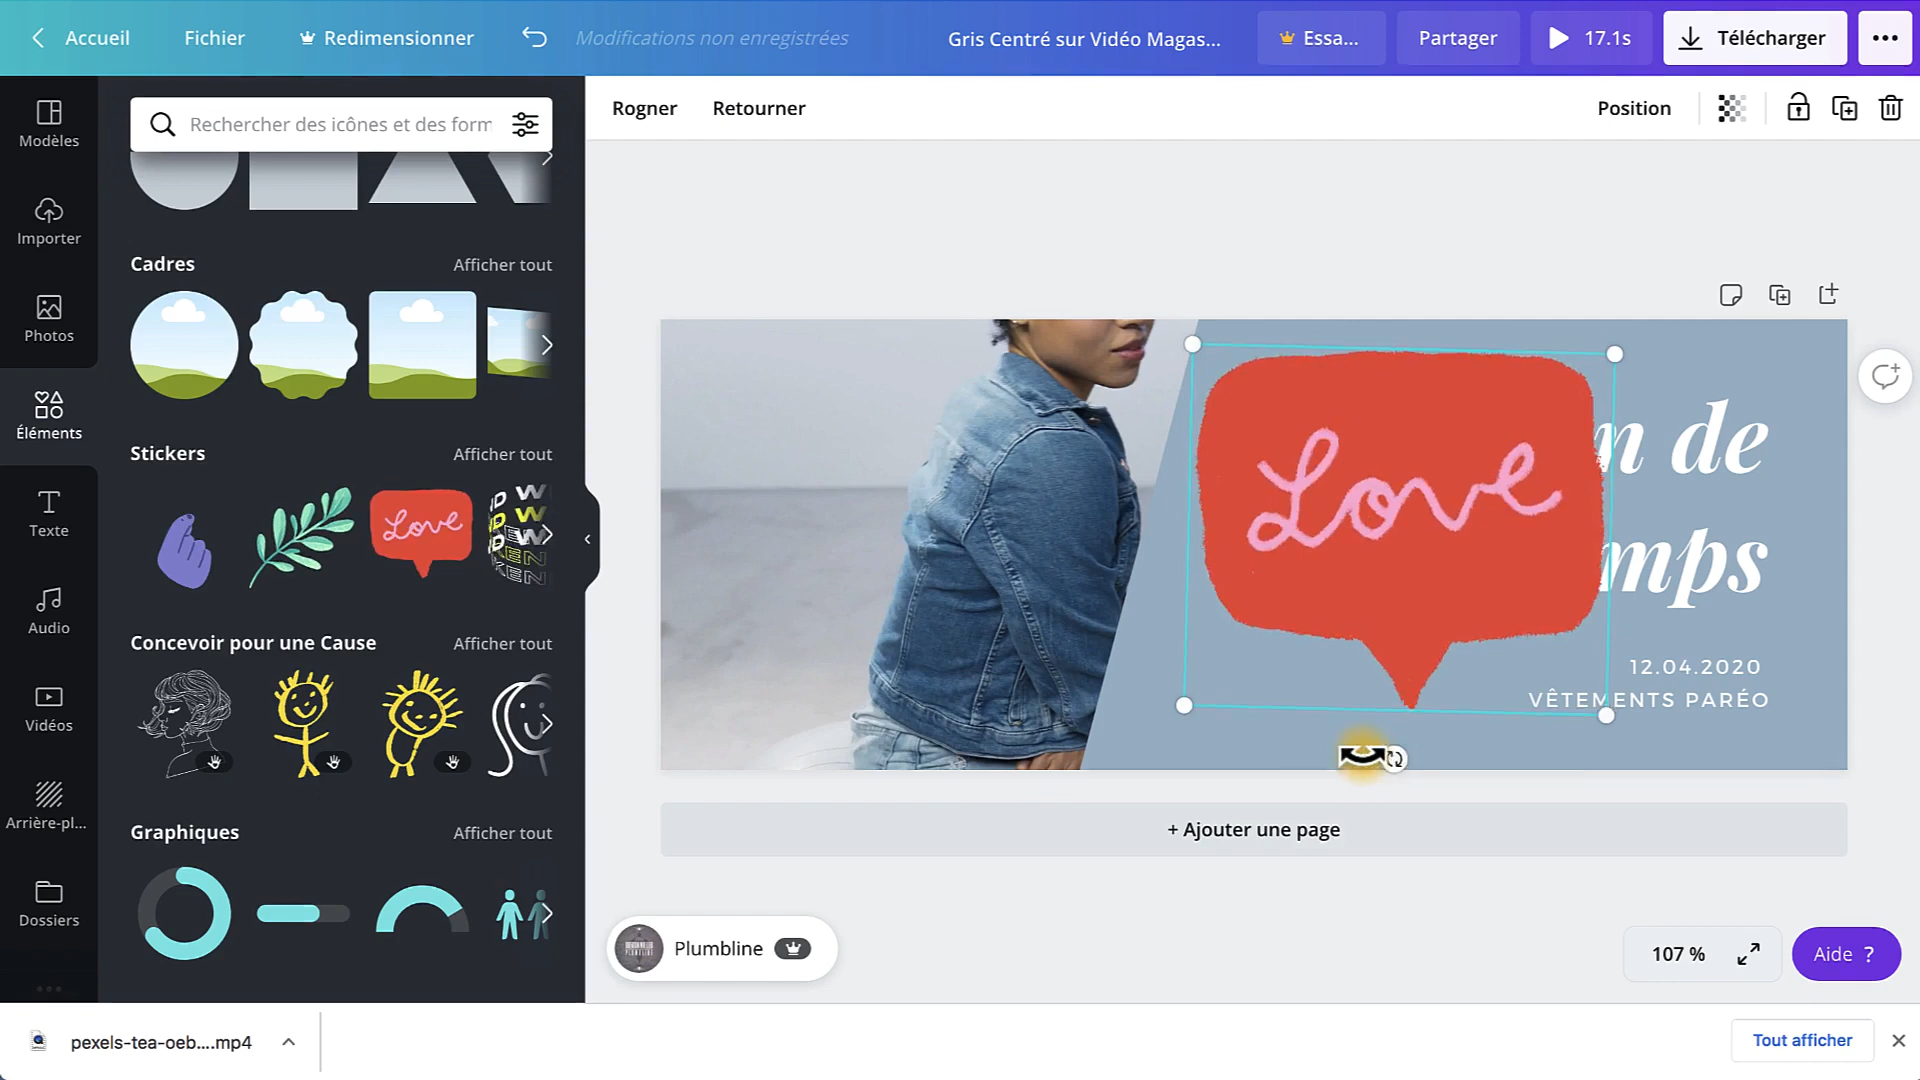 Accueil
Fichier
Redimensionner
Modifications non enregistrées
Gris Centré sur Vidéo Magas...
Essa...
Partager
17.1s
Télécharger
Modèles
Importer
Photos
Éléments
Texte
Audio
Vidéos
Arrière-pl...
Dossiers
Rechercher des icônes et des form
Cadres
Afficher tout
Stickers
Afficher tout
Love
Concevoir pour une Cause
Afficher tout
Graphiques
Afficher tout
Rogner
Retourner
Position
Love
n de
mps
12.04.2020
VÊTEMENTS PARÉO
+ Ajouter une page
Plumbline
107 %
Aide ?
pexels-tea-oeb....mp4
Tout afficher